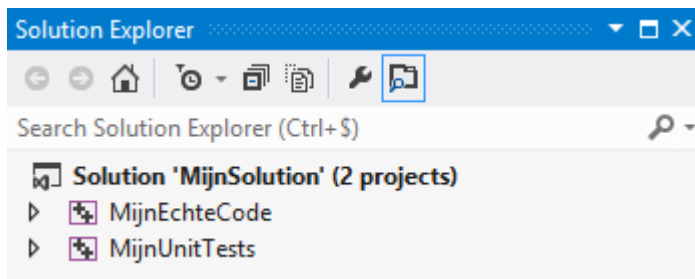 Solution Explorer
Search Solution Explorer (Ctrl+$)
Solution 'MijnSolution' (2 projects)
MijnEchteCode
MijnUnitTests